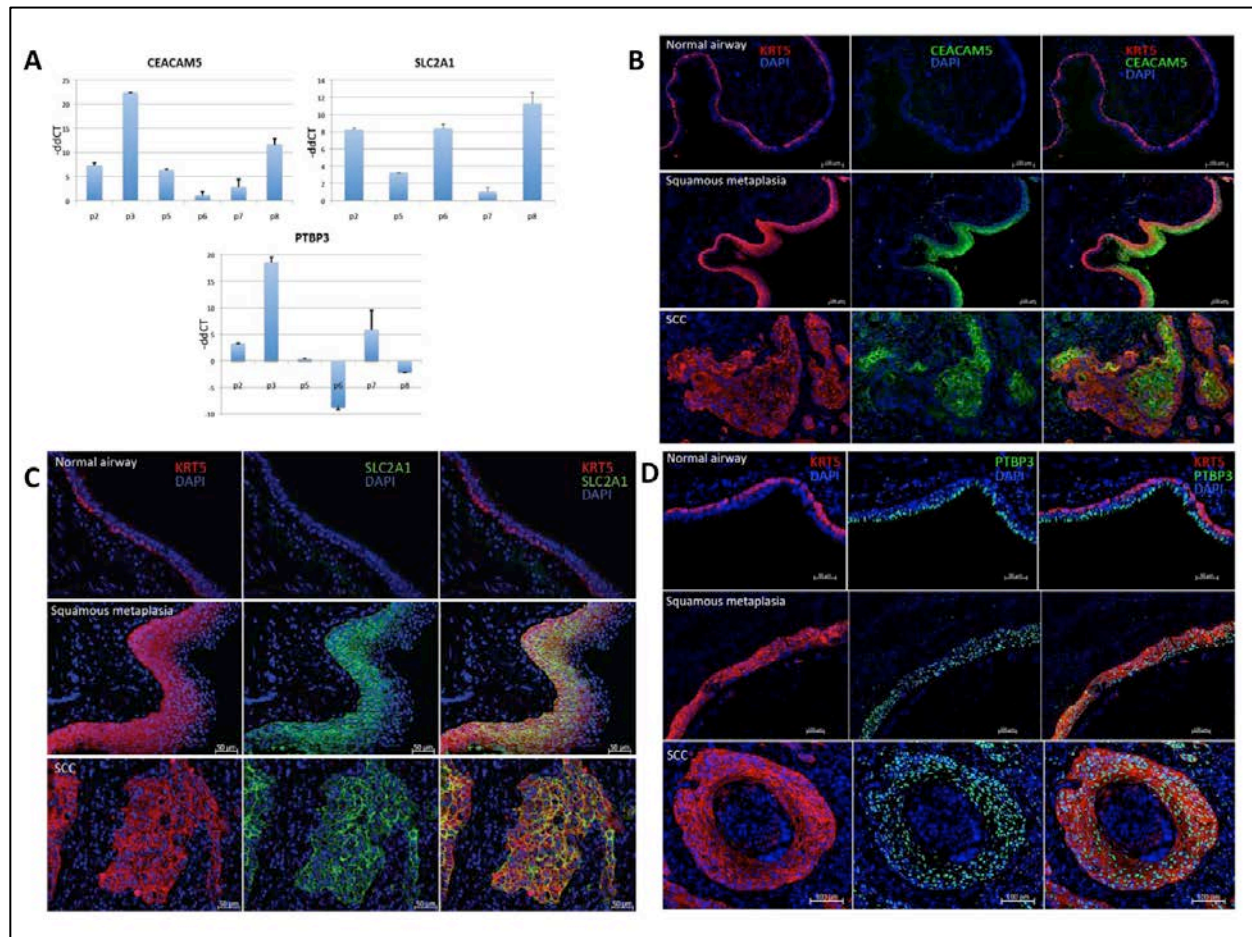 A
CEACAM5
-ddCT
25
20
15
10
5
0
p2 p3 p5 p6 p7 p8
SLC2A1
-ddCT
14
12
10
8
6
4
2
0
p2 p5 p6 p7 p8
PTBP3
-ddCT
20
15
10
5
0
-5
-10
p2 p3 p5 p6 p7 p8
B
Normal airway
KRT5
DAPI
CEACAM5
DAPI
KRT5
CEACAM5
DAPI
Squamous metaplasia
SCC
C
Normal airway
KRT5
DAPI
SLC2A1
DAPI
KRT5
SLC2A1
DAPI
Squamous metaplasia
50 µm
50 µm
50 µm
SCC
50 µm
50 µm
50 µm
D
Normal airway
KRT5
DAPI
PTBP3
DAPI
KRT5
PTBP3
DAPI
Squamous metaplasia
SCC
100 µm
100 µm
100 µm